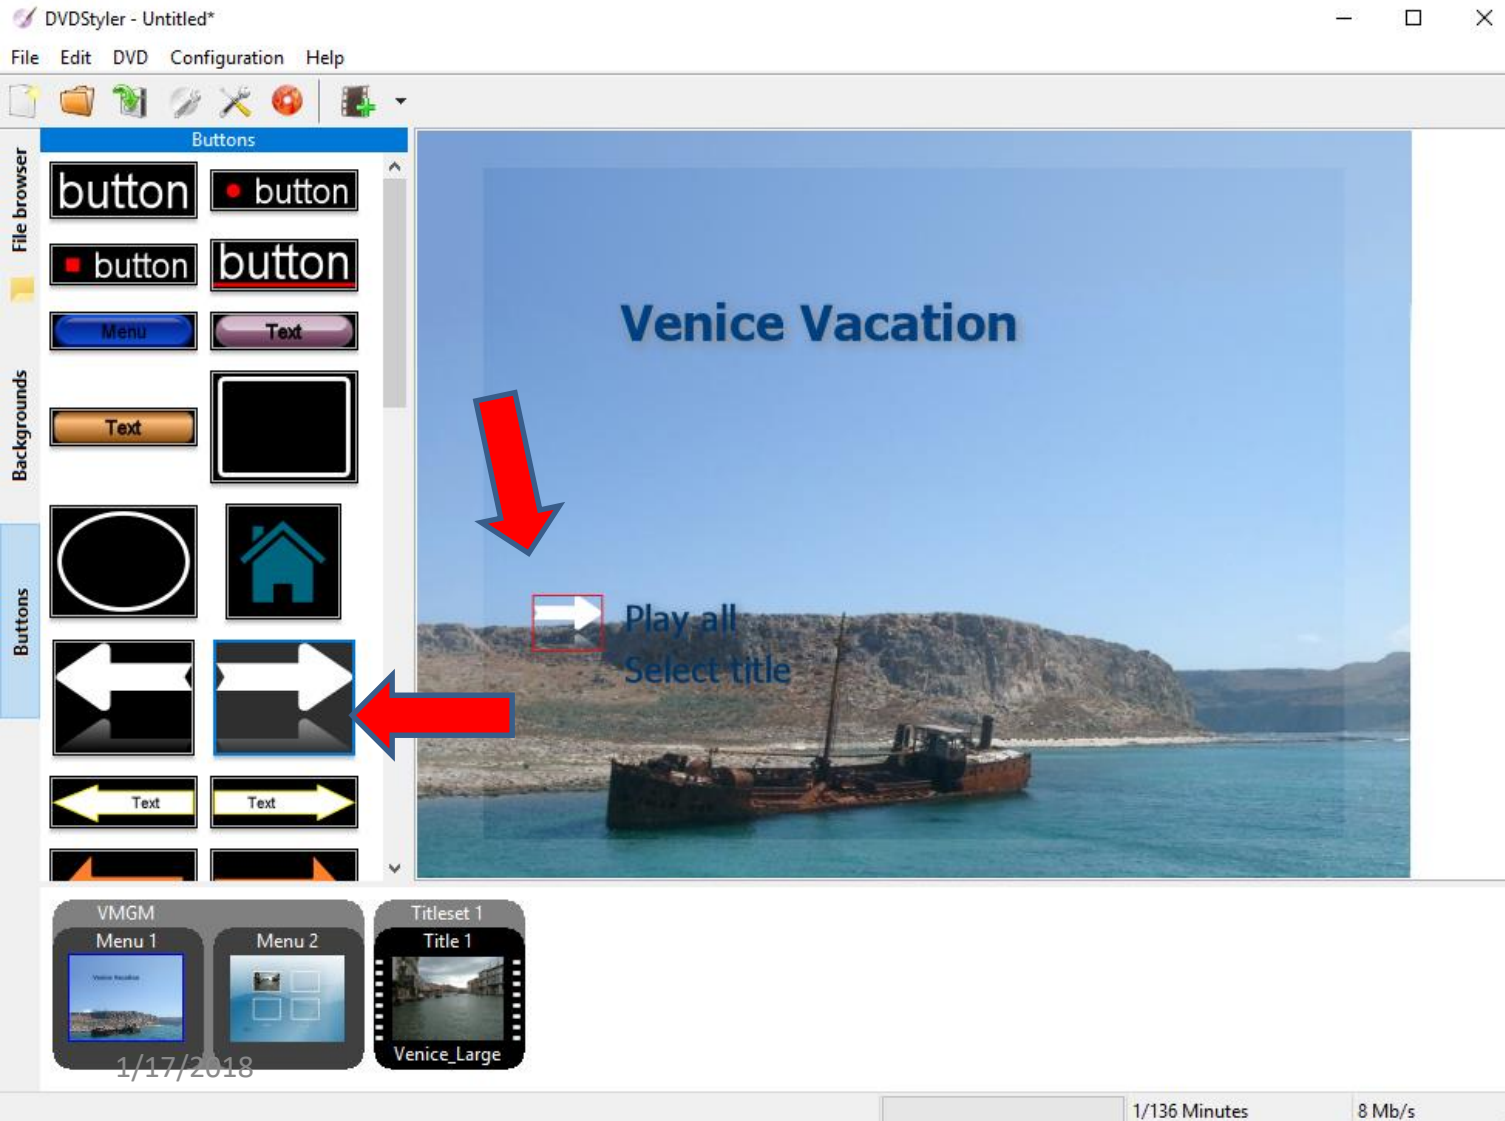 DVDStyler - Untitled*
File Edit DVD Configuration Help
File browser
Backgrounds
Buttons
Buttons
button
button
button
button
Menu
Text
Text
Text
Text
Venice Vacation
Play all
Select title
VMGM
Menu 1
Menu 2
Venice Vacation
Titleset 1
Title 1
Venice_Large
1/17/2018
1/136 Minutes
8 Mb/s